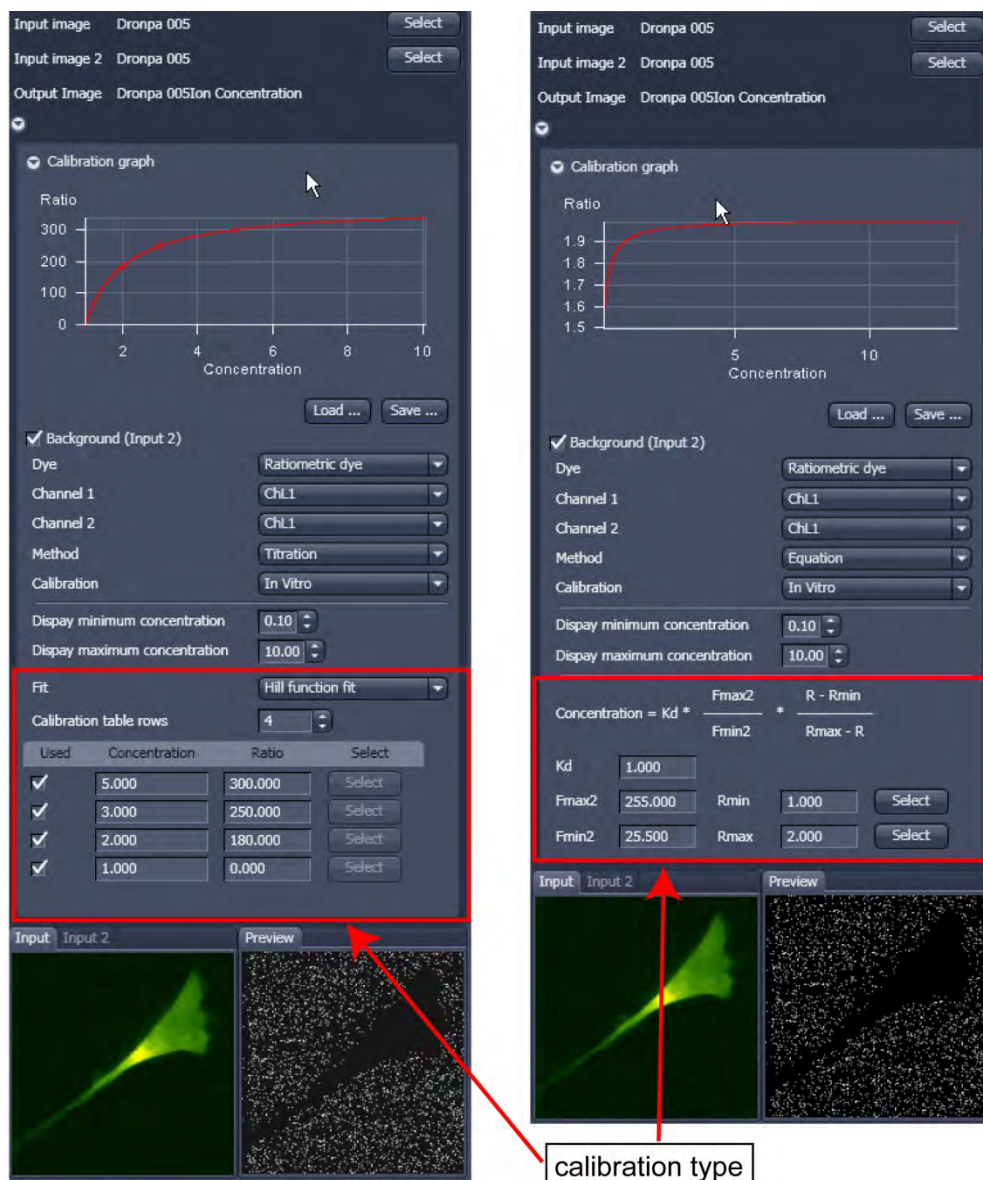 Input image Dronpa 005 Select
Input image 2 Dronpa 005 Select
Output Image Dronpa 005Ion Concentration
Calibration graph
Ratio
300
200
100
0
2 4 6 8 10
Concentration
Load ... Save ...
Background (Input 2)
Dye Ratiometric dye
Channel 1 ChL1
Channel 2 ChL1
Method Titration
Calibration In Vitro
Dispay minimum concentration 0.10
Dispay maximum concentration 10.00
Fit Hill function fit
Calibration table rows 4
Used Concentration Ratio Select
5.000 300.000 Select
3.000 250.000 Select
2.000 180.000 Select
1.000 0.000 Select
Input Input 2 Preview
Input image Dronpa 005 Select
Input image 2 Dronpa 005 Select
Output Image Dronpa 005Ion Concentration
Calibration graph
Ratio
1.9
1.8
1.7
1.6
1.5
5 10
Concentration
Load ... Save ...
Background (Input 2)
Dye Ratiometric dye
Channel 1 ChL1
Channel 2 ChL1
Method Equation
Calibration In Vitro
Dispay minimum concentration 0.10
Dispay maximum concentration 10.00
Fmax2 R - Rmin
Concentration = Kd * *
Fmin2 Rmax - R
Kd 1.000
Fmax2 255.000 Rmin 1.000 Select
Fmin2 25.500 Rmax 2.000 Select
Input Input 2 Preview
calibration type